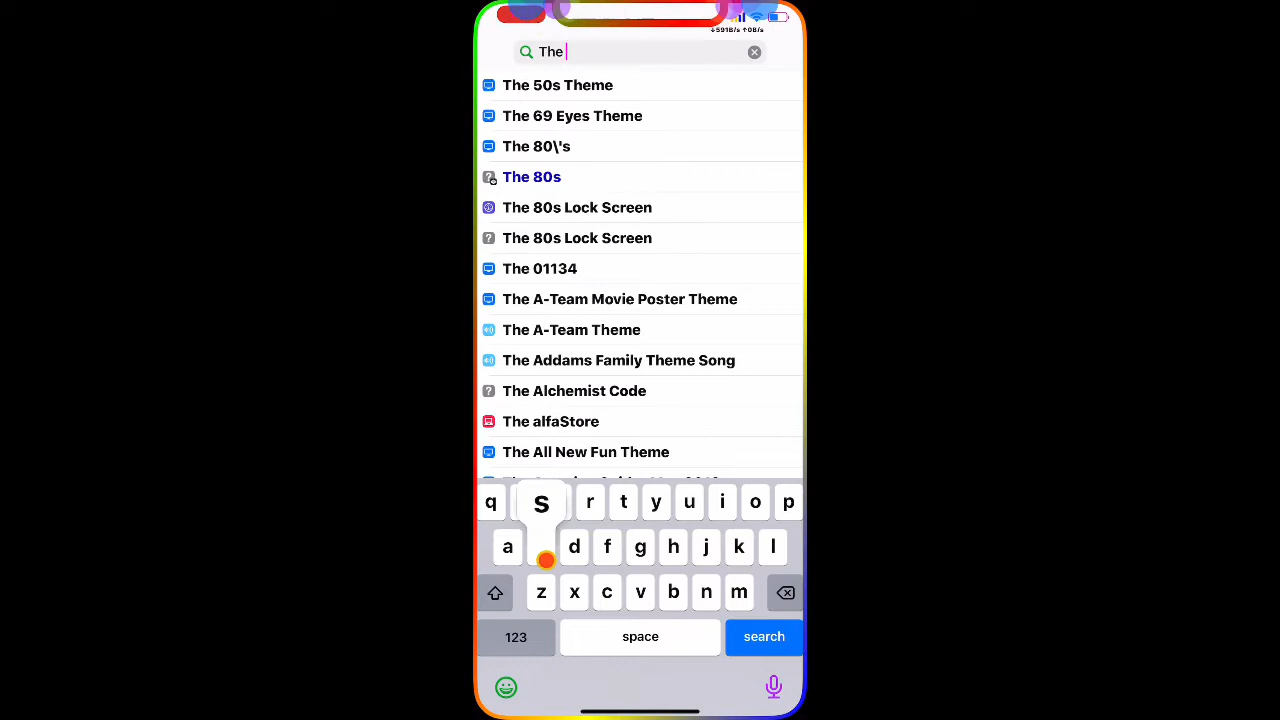 ↓591B/s ↑0B/s
The
The 50s Theme
The 69 Eyes Theme
The 80\'s
The 80s
The 80s Lock Screen
The 80s Lock Screen
The 01134
The A-Team Movie Poster Theme
The A-Team Theme
The Addams Family Theme Song
The Alchemist Code
The alfaStore
The All New Fun Theme
q s r t y u i o p
a d f g h j k l
z x c v b n m
123 space search